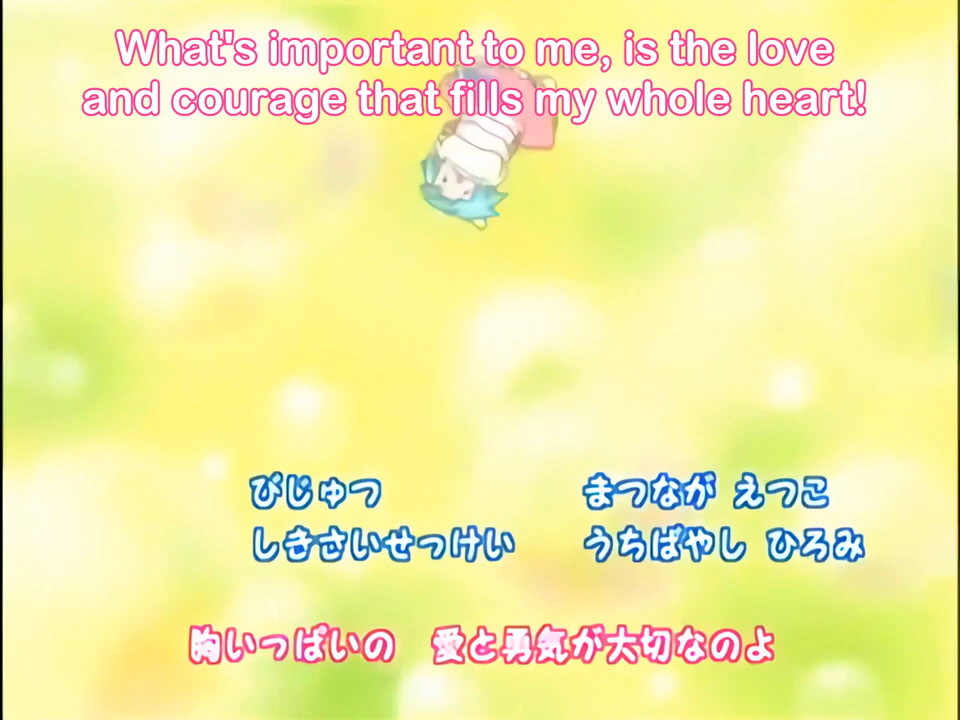 What's important to me, is the love
and courage that fills my whole heart!
びじゅつ まつなが えつこ
しきさいせっけい うちばやし ひろみ
胸いっぱいの 愛と勇気が大切なのよ